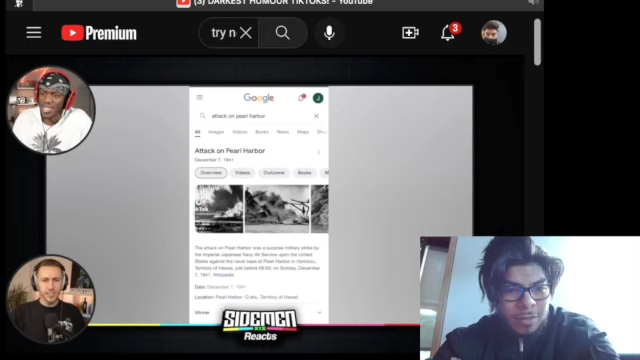 (3) DARKEST HUMOUR TIKTOKS! - YouTube
Premium
try n
3
Google
J
attack on pearl harbor
All Images Videos Books News Maps
Attack on Pearl Harbor
December 7, 1941
Overview Videos Outcome Books
The attack on Pearl Harbor was a surprise military strike
by the Imperial Japanese Navy Air Service upon the United
States against the naval base at Pearl Harbor in Honolulu,
Territory of Hawaii, just before 08:00, on Sunday, December
7, 1941. Wikipedia
Date: December 7, 1941
Location: Pearl Harbor · Oʻahu, Territory of Hawaii
Winner
SIDEMEN
XIX
Reacts